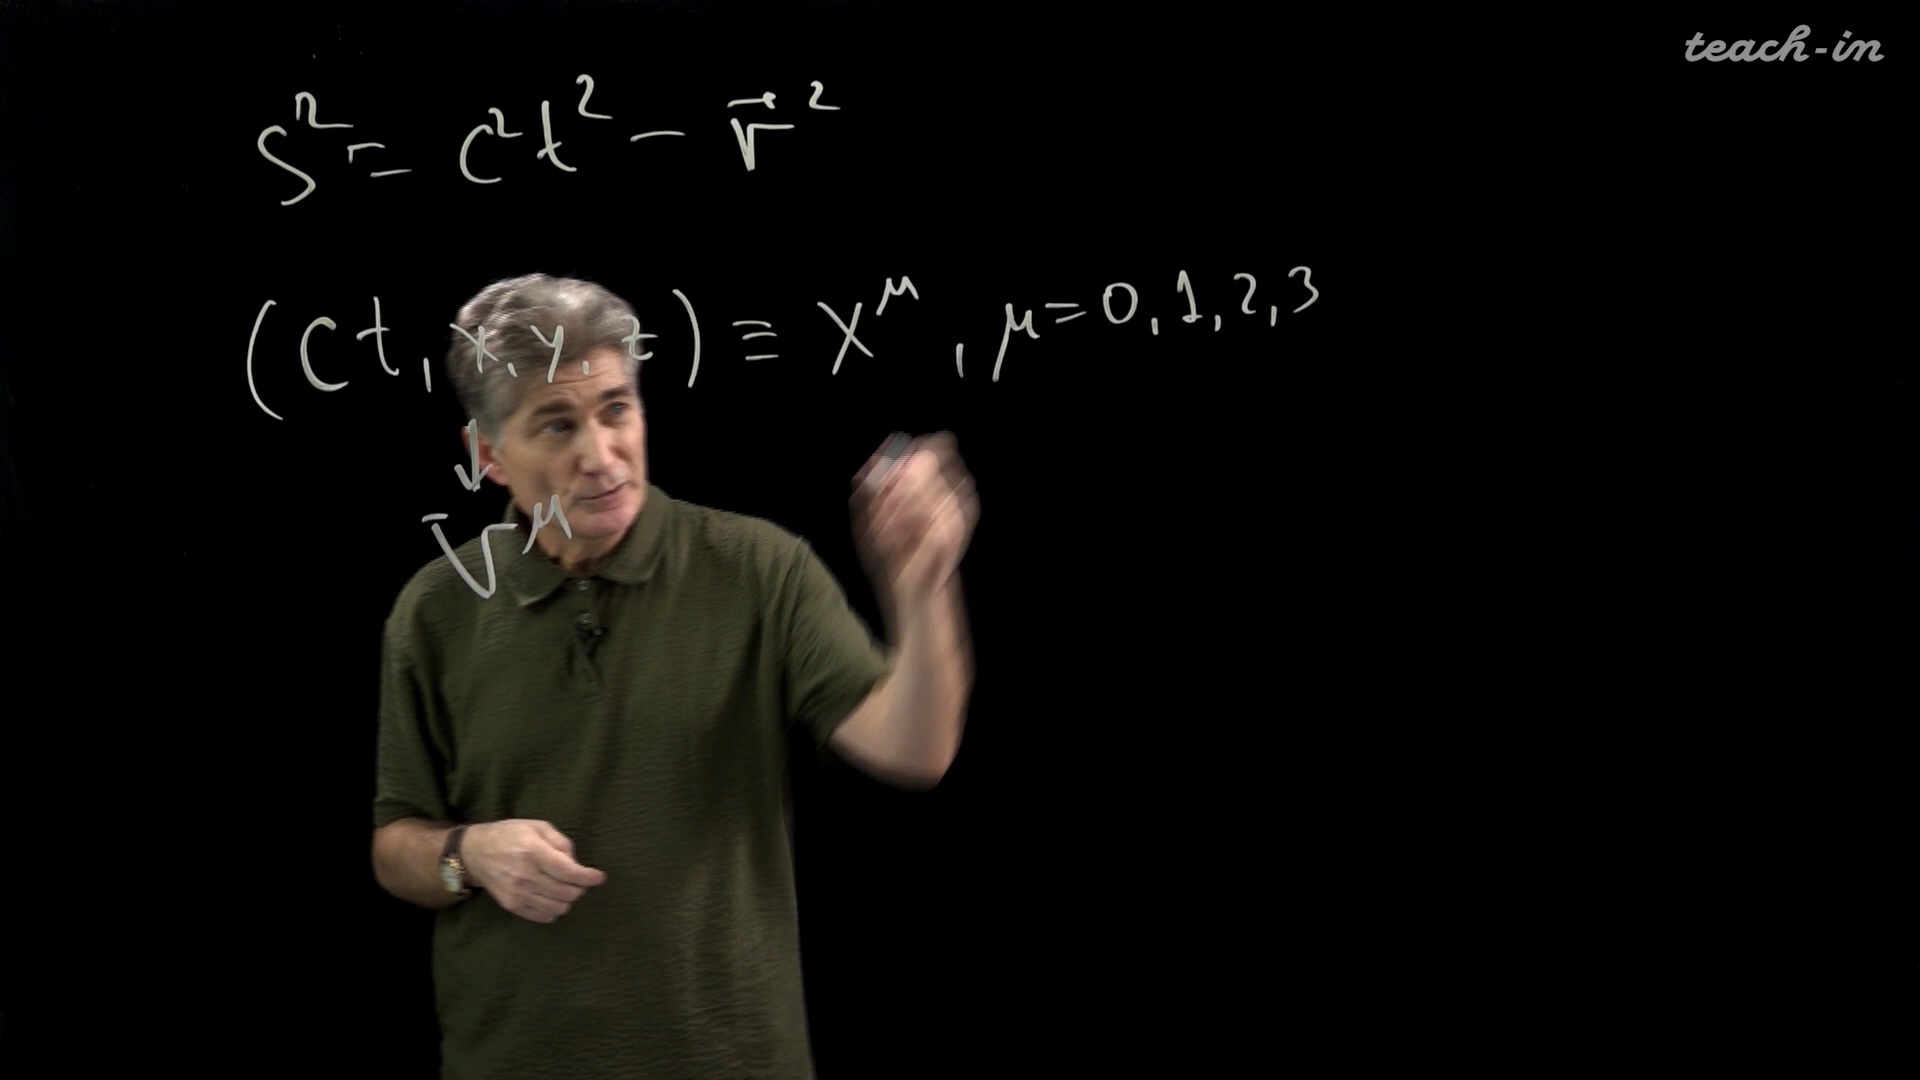 teach-in
S² = c²t² − r⃗²
(ct, x, y, z) ≡ x^μ, μ = 0, 1, 2, 3
↓
V^μ